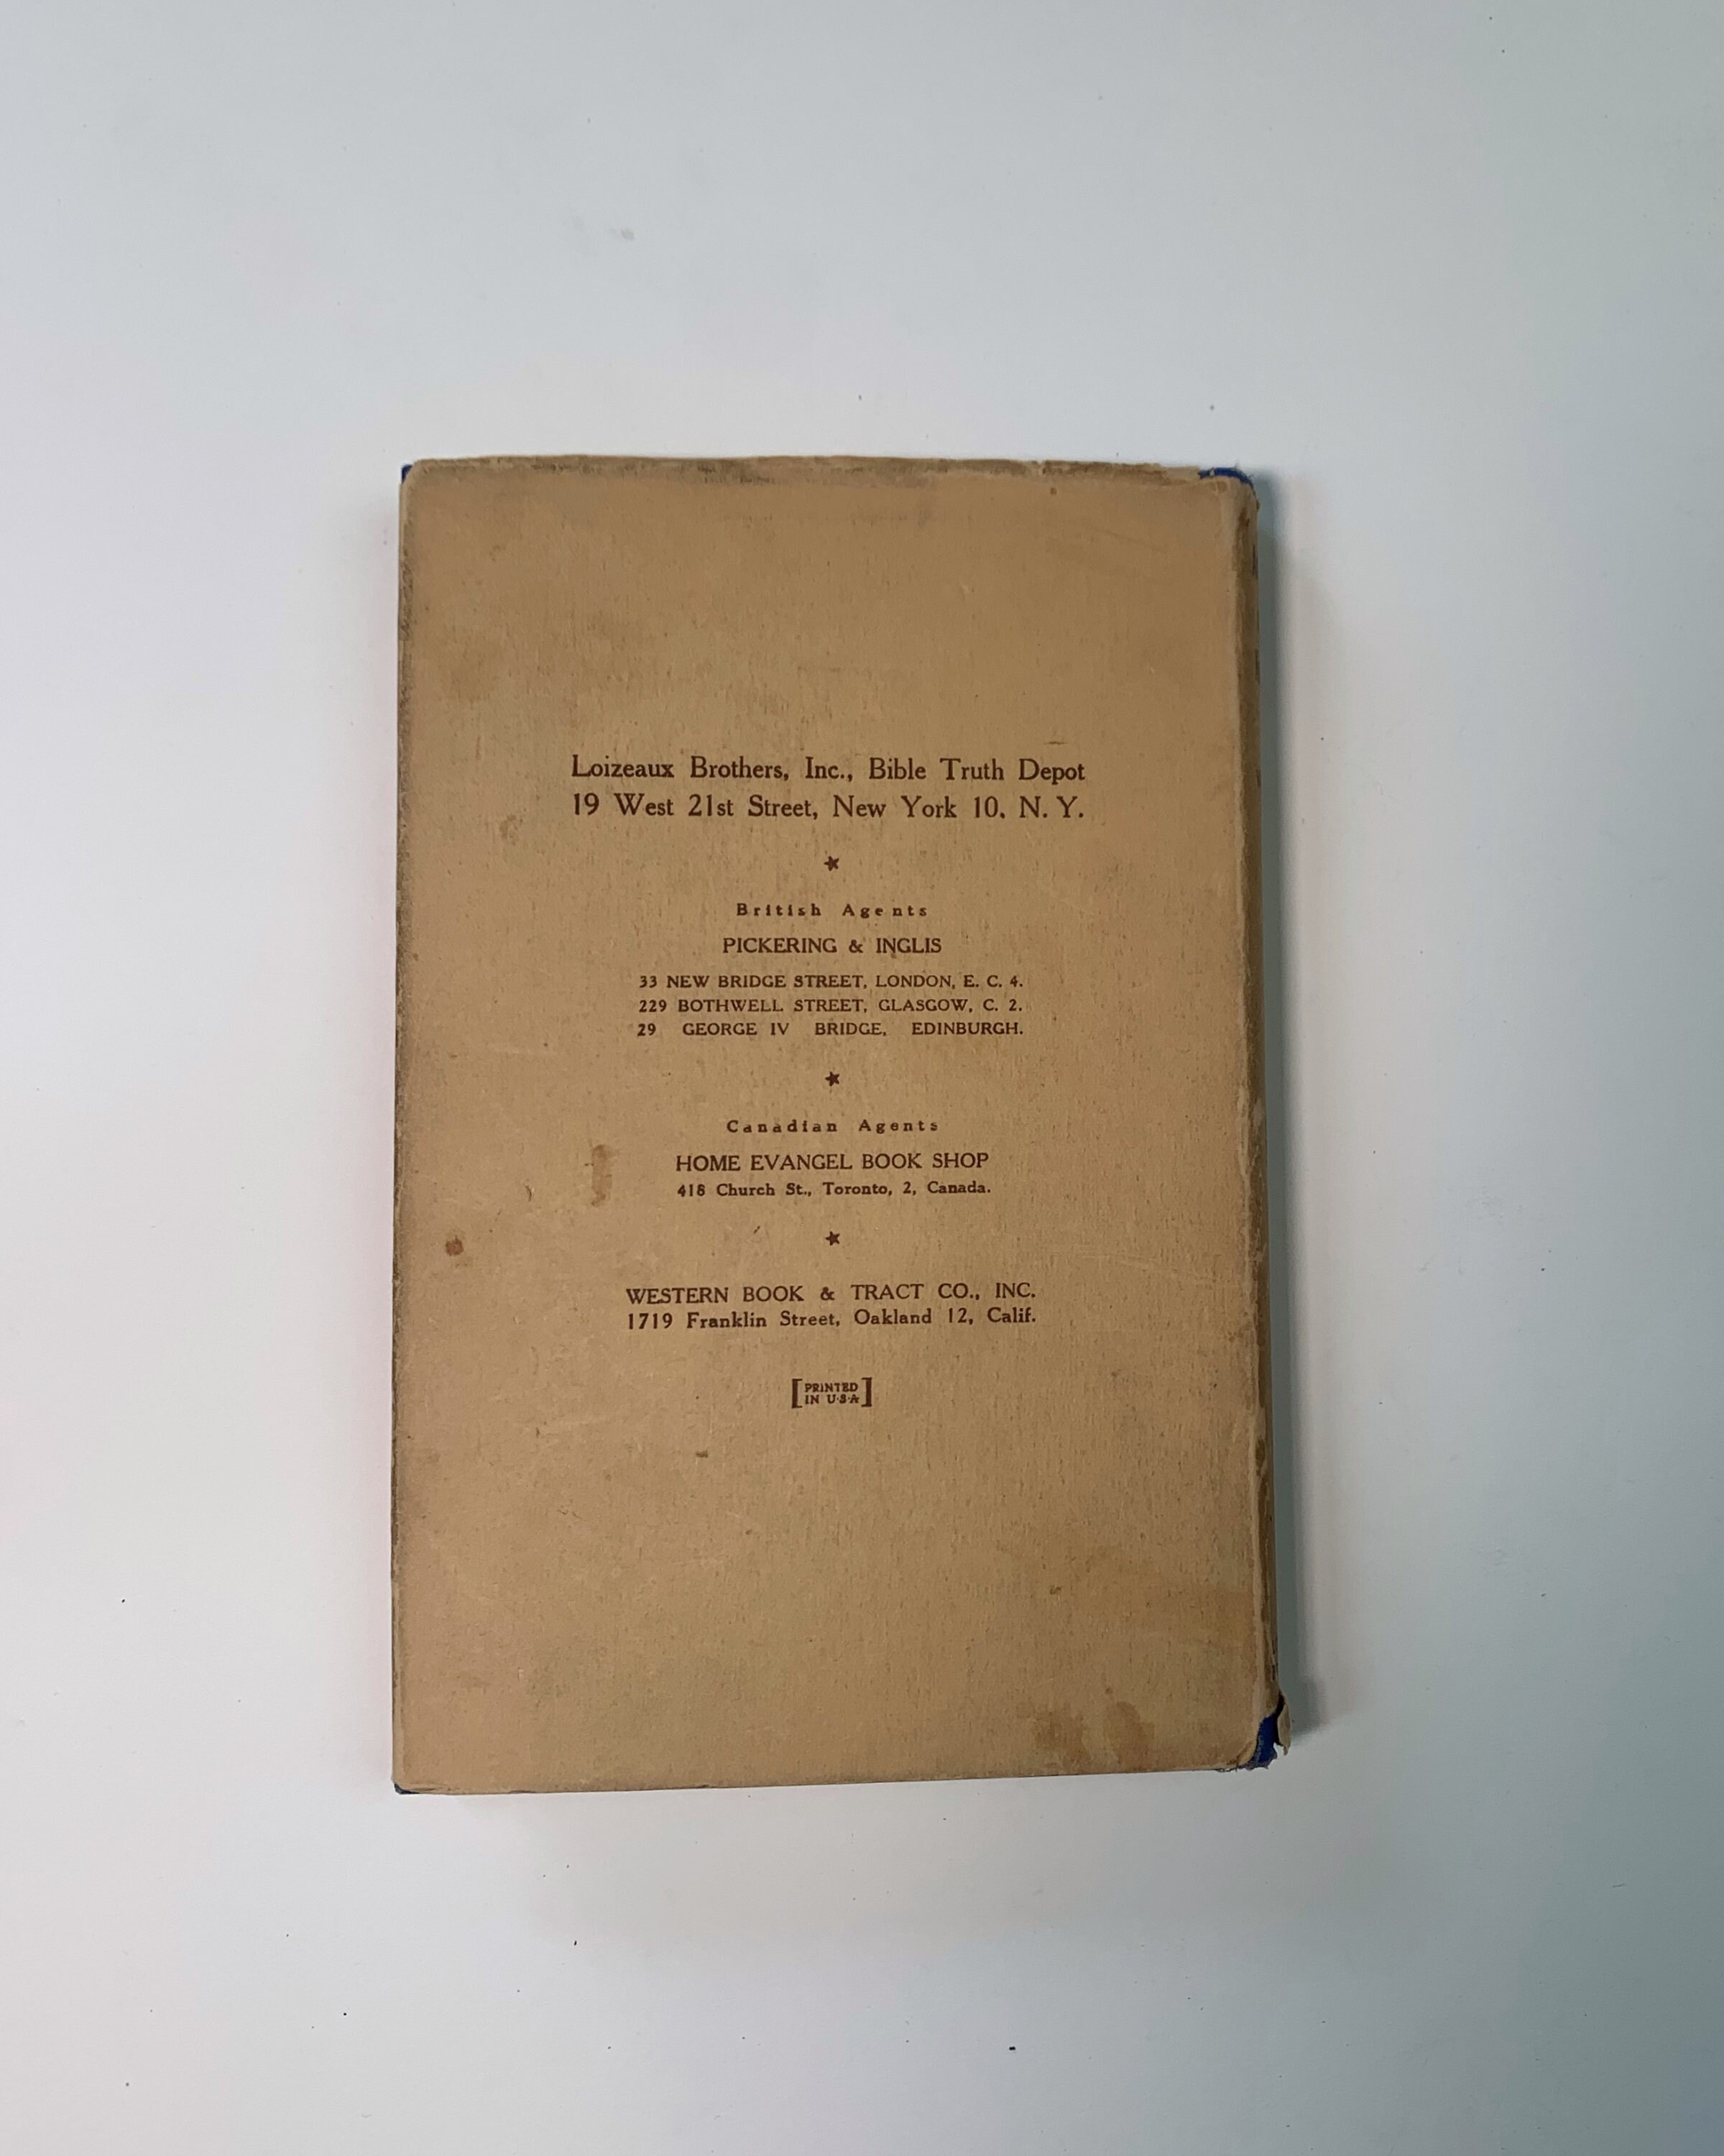 Loizeaux Brothers, Inc., Bible Truth Depot
19 West 21st Street, New York 10, N. Y.
British Agents
PICKERING & INGLIS
33 NEW BRIDGE STREET, LONDON, E. C. 4.
229 BOTHWELL STREET, GLASGOW, C. 2.
29 GEORGE IV BRIDGE, EDINBURGH.
Canadian Agents
HOME EVANGEL BOOK SHOP
418 Church St., Toronto, 2, Canada.
WESTERN BOOK & TRACT CO., INC.
1719 Franklin Street, Oakland 12, Calif.
[PRINTED
IN U·S·A]